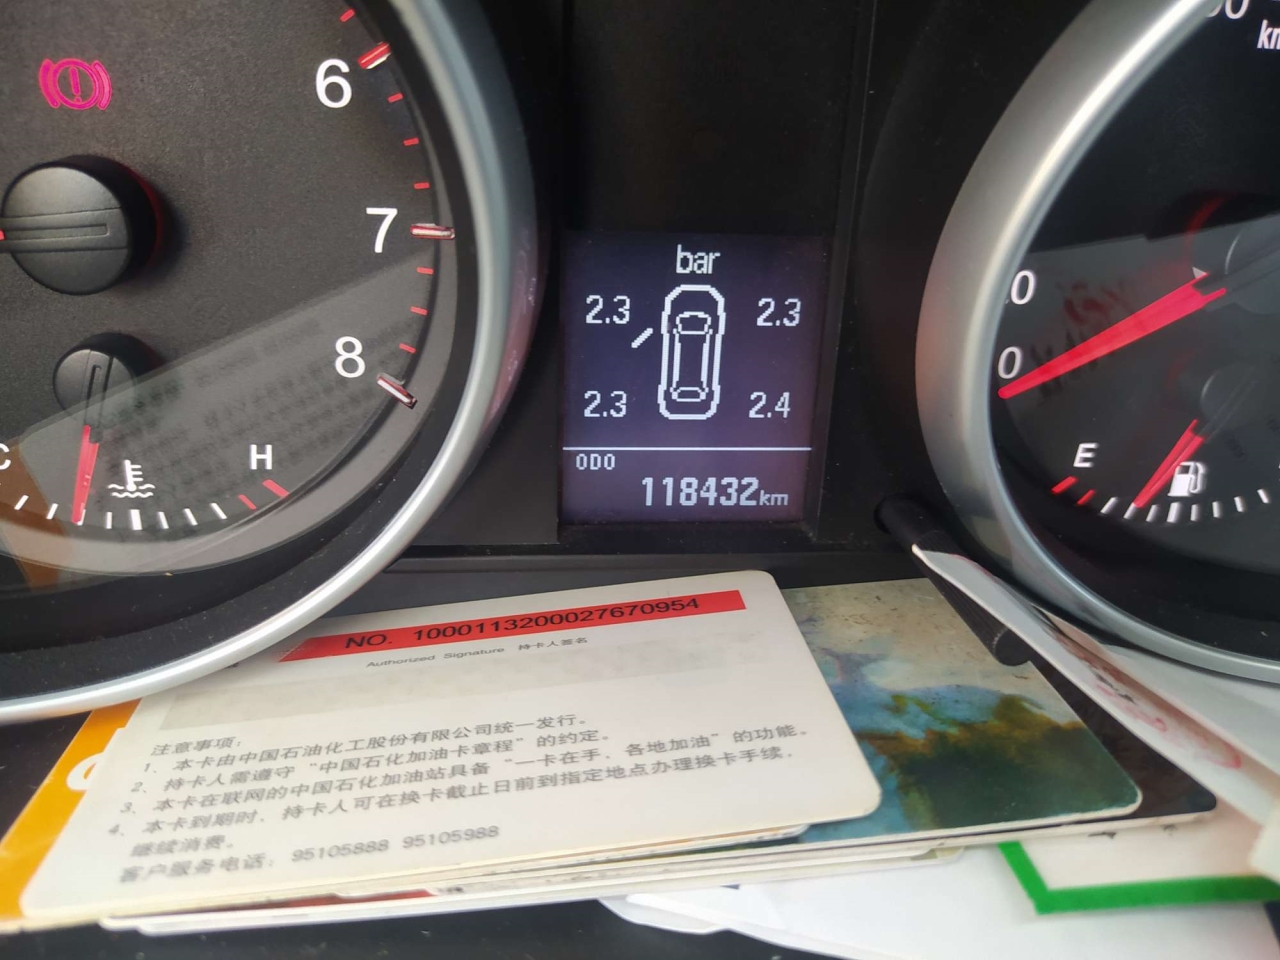 6
7
8
C
H
bar
2.3 2.3
2.3 2.4
ODO
118432km
0
E
NO. 1000113200027670954
Authorized Signature 持卡人签名
注意事项：
1、本卡由中国石油化工股份有限公司统一发行。
2、持卡人需遵守“中国石化加油卡章程”的约定。
3、本卡在联网的中国石化加油站具备“一卡在手，各地加油”的功能。
4、本卡到期时，持卡人可在换卡截止日前到指定地点办理换卡手续，
继续消费。
客户服务电话：95105888 95105988